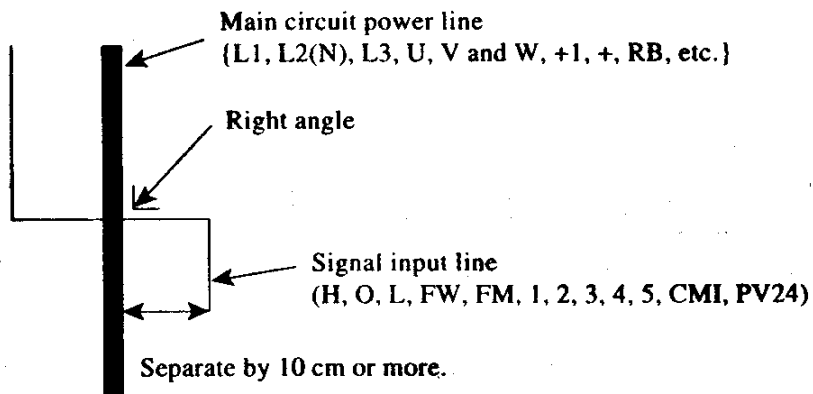 Main circuit power line
{L1, L2(N), L3, U, V and W, +1, +, RB, etc.}
Right angle
Signal input line
(H, O, L, FW, FM, 1, 2, 3, 4, 5, CMI, PV24)
Separate by 10 cm or more.